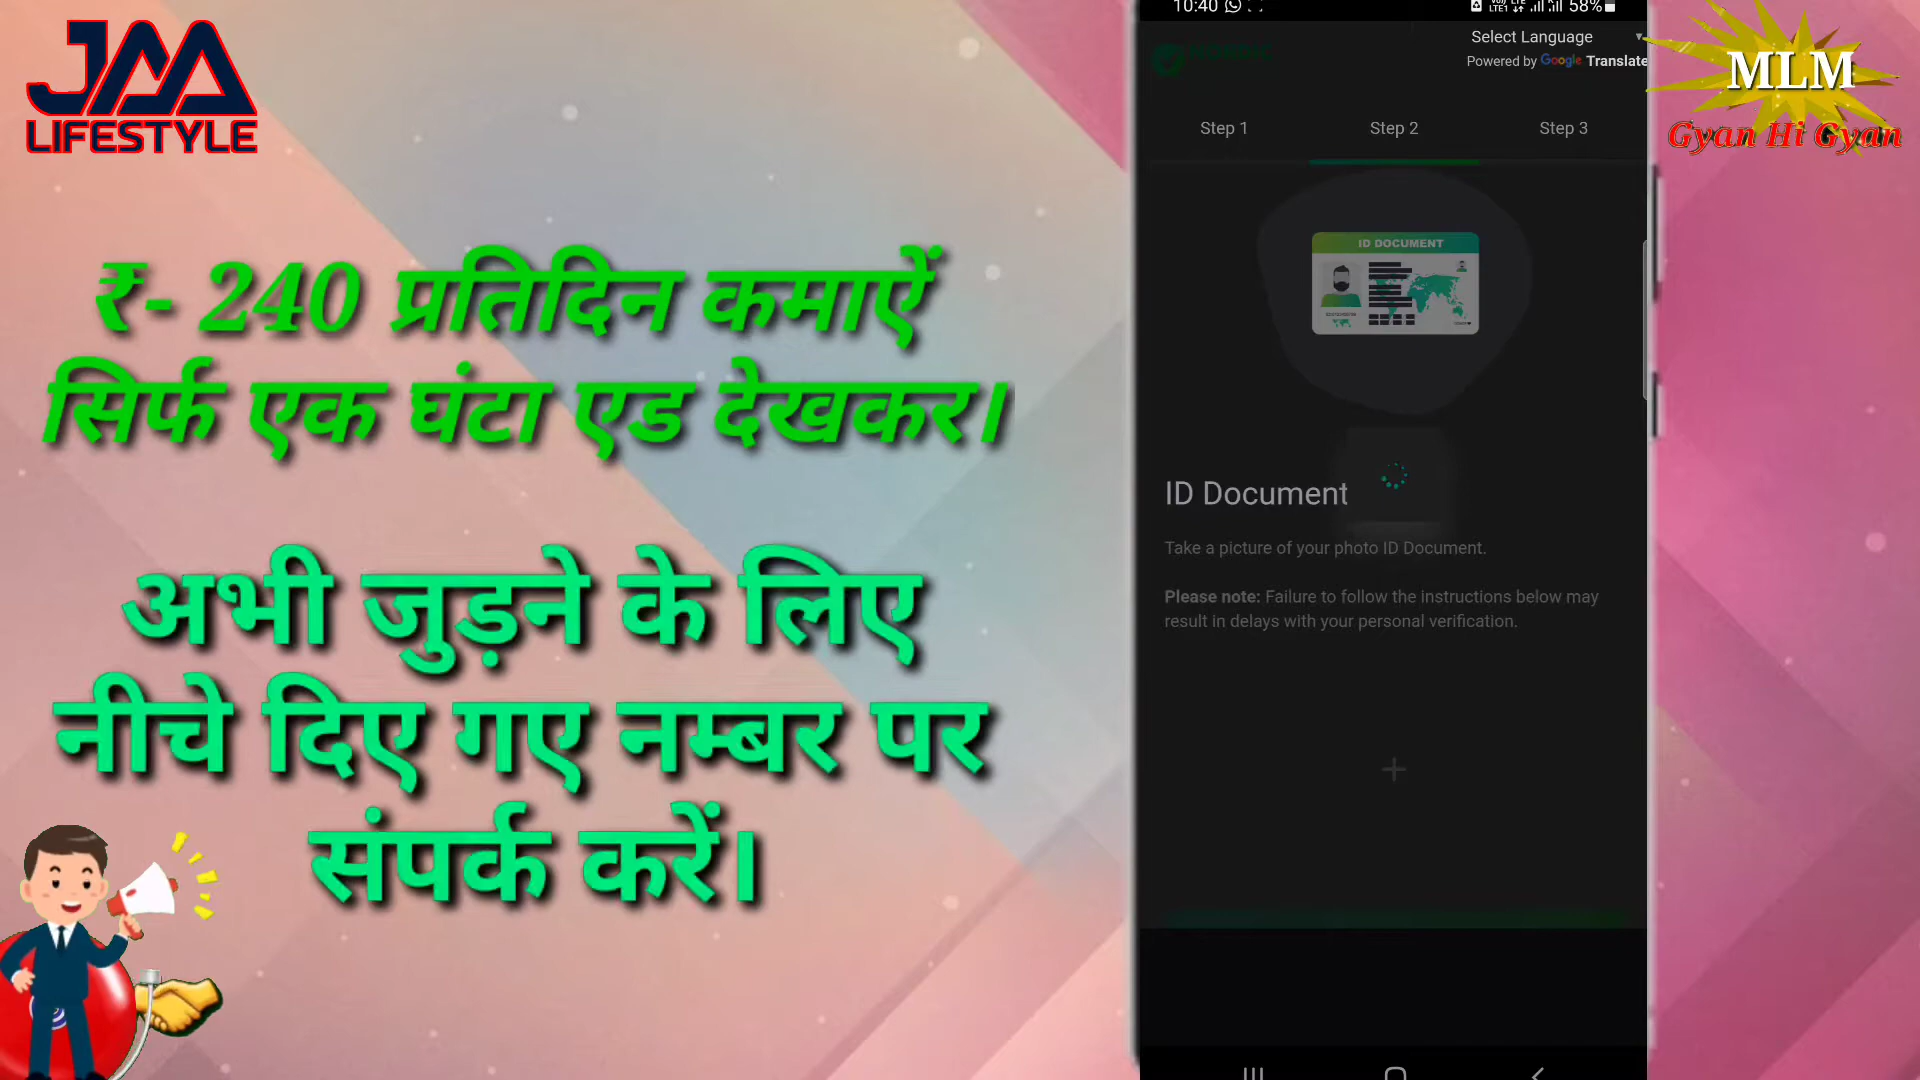 JAA
LIFESTYLE
₹- 240 प्रतिदिन कमाऐं
सिर्फ एक घंटा एड देखकर।
अभी जुड़ने के लिए
नीचे दिए गए नम्बर पर
संपर्क करें।
10:40
58%
Select Language
Powered by Google Translate
Step 1
Step 2
Step 3
ID DOCUMENT
ID Document
Take a picture of your photo ID Document.
Please note: Failure to follow the instructions below may
result in delays with your personal verification.
MLM
Gyan Hi Gyan